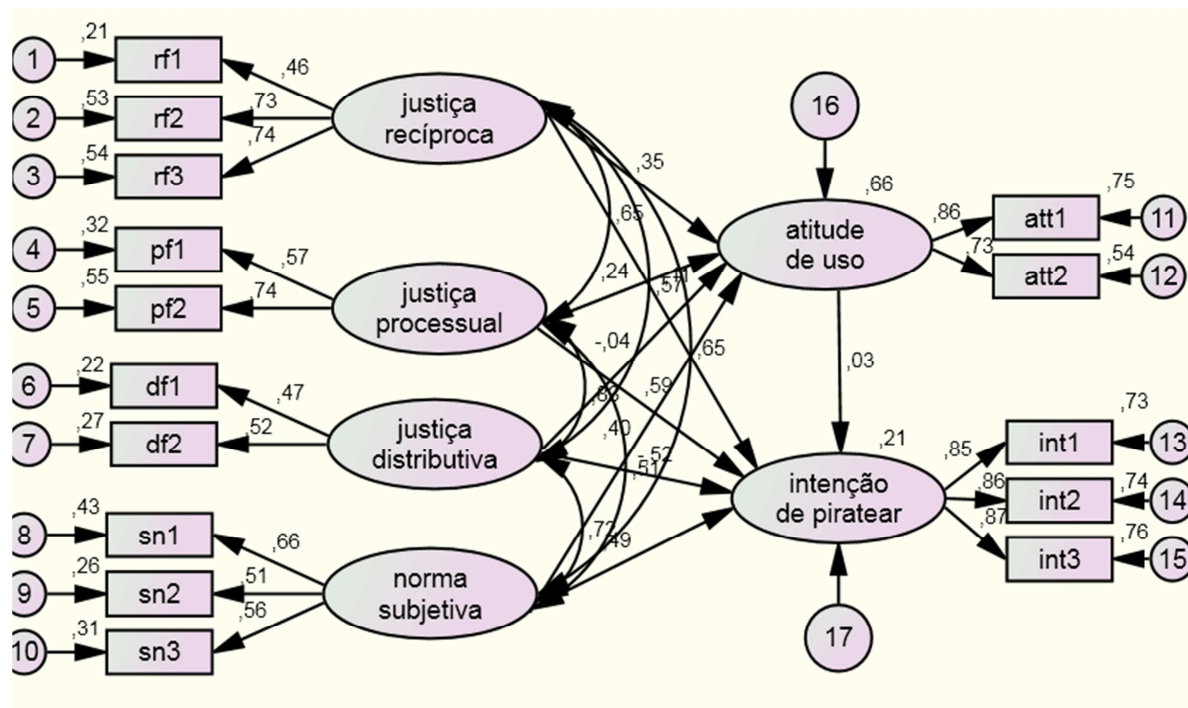 1
,21
rf1
,46
2
,53
rf2
,73
3
,54
rf3
,74
justiça
recíproca
4
,32
pf1
,57
5
,55
pf2
,74
justiça
processual
6
,22
df1
,47
7
,27
df2
,52
justiça
distributiva
8
,43
sn1
,66
9
,26
sn2
,51
10
,31
sn3
,56
norma
subjetiva
,35
,65
,24
,57
-,04
,65
,59
,40
-,52
,51
,72
,49
16
,66
atitude
de uso
,86
att1
,75
11
,73
att2
,54
12
,03
,21
intenção
de piratear
,85
int1
,73
13
,86
int2
,74
14
,87
int3
,76
15
17